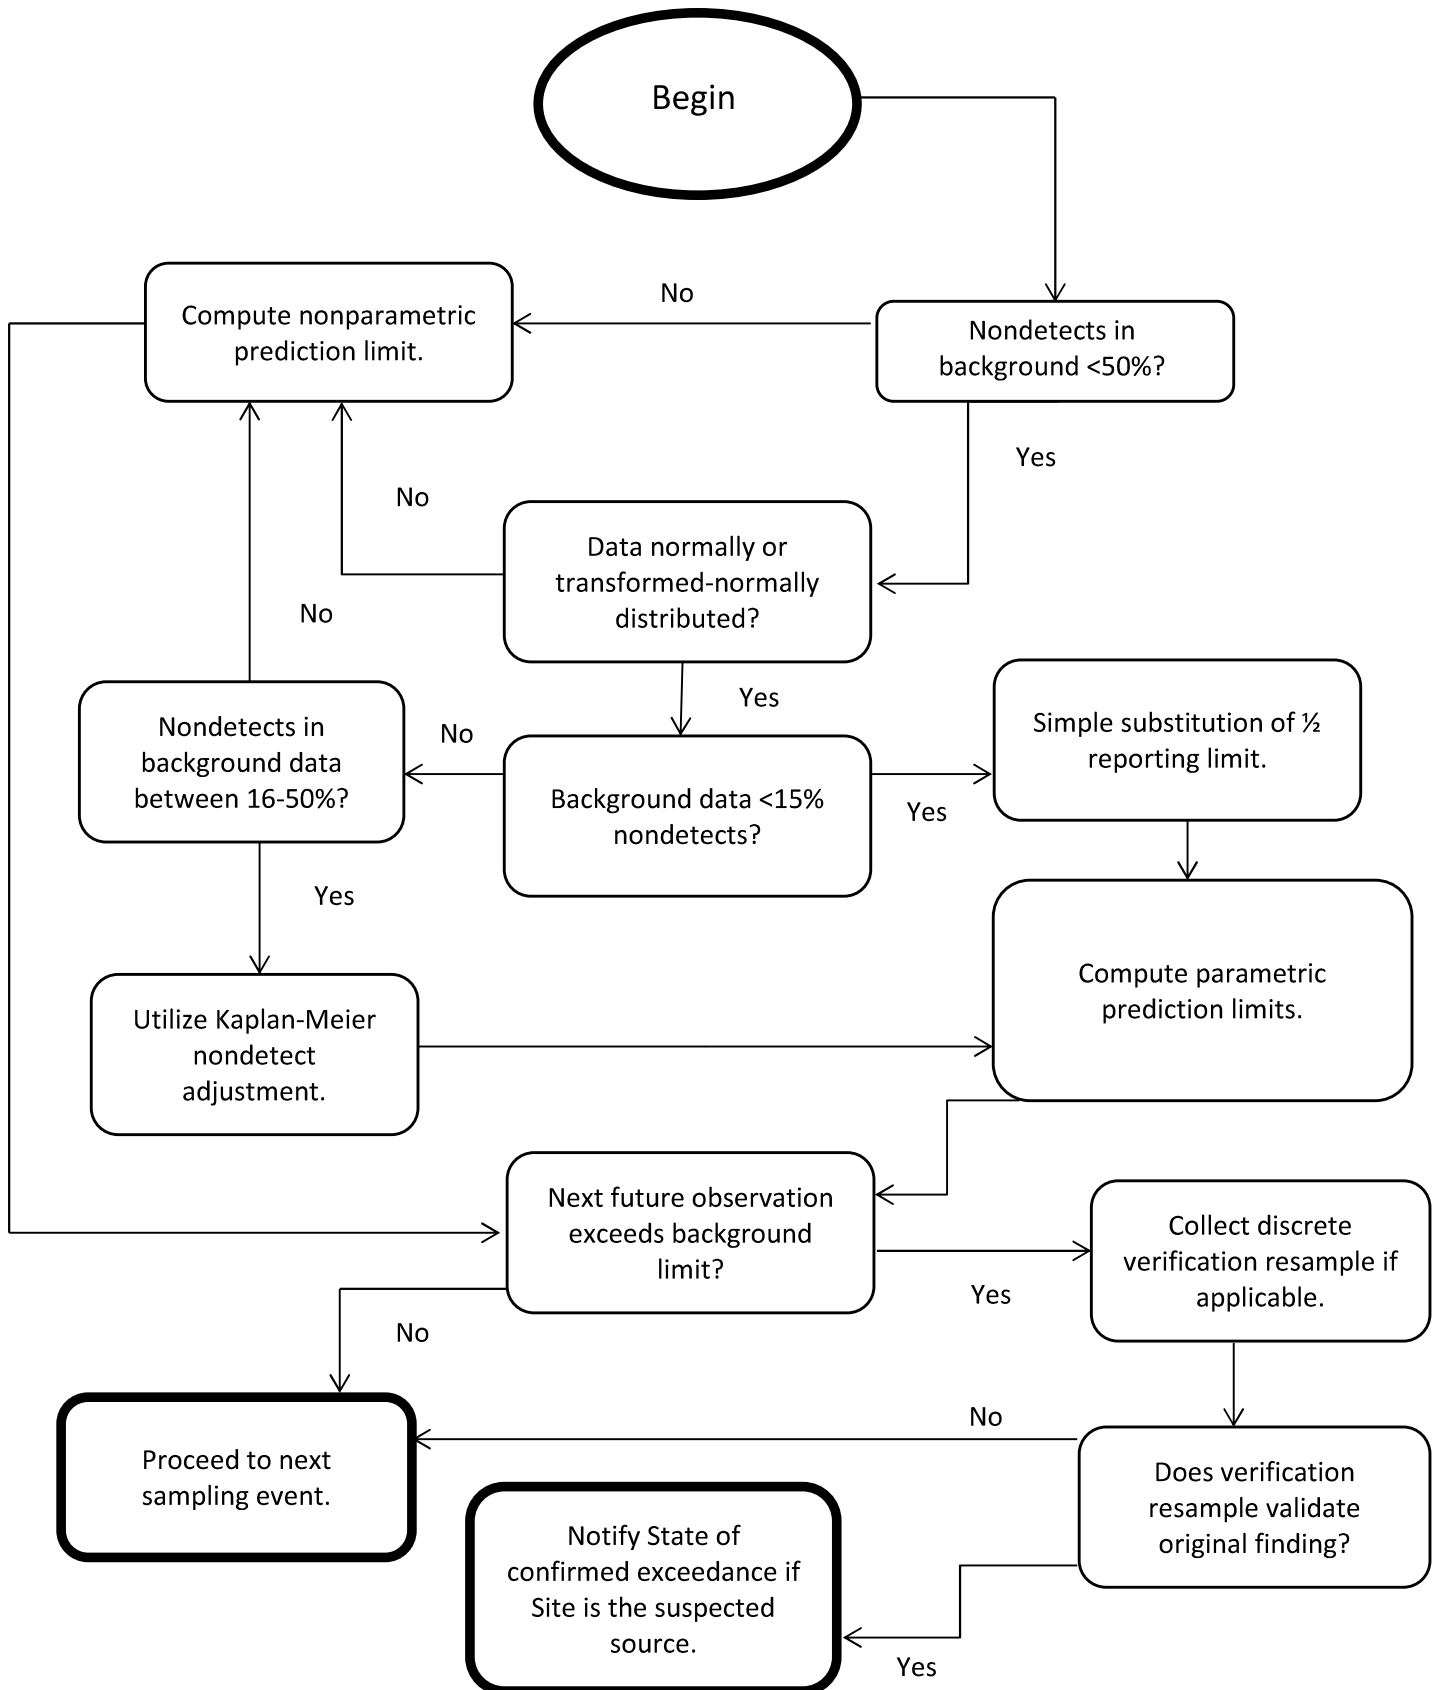 Begin
No
Compute nonparametric
prediction limit.
Nondetects in
background <50%?
Yes
No
Data normally or
transformed-normally
distributed?
No
Yes
Nondetects in
background data
between 16-50%?
No
Background data <15%
nondetects?
Yes
Simple substitution of ½
reporting limit.
Yes
Compute parametric
prediction limits.
Utilize Kaplan-Meier
nondetect
adjustment.
Next future observation
exceeds background
limit?
Yes
Collect discrete
verification resample if
applicable.
No
No
Proceed to next
sampling event.
Does verification
resample validate
original finding?
Notify State of
confirmed exceedance if
Site is the suspected
source.
Yes